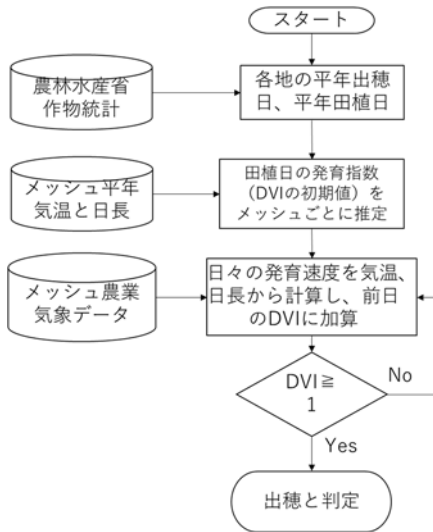 スタート
農林水産省
作物統計
各地の平年出穂
日、平年田植日
メッシュ平年
気温と日長
田植日の発育指数
（DVIの初期値）を
メッシュごとに推定
メッシュ農業
気象データ
日々の発育速度を気温、
日長から計算し、前日
のDVIに加算
DVI≧
1
No
Yes
出穂と判定